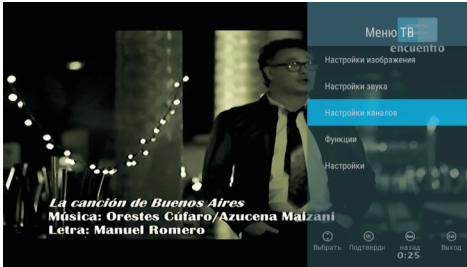 Меню ТВ
encuentro
Настройки изображения
Настройки звука
Настройки каналов
Функции
Настройки
La canción de Buenos Aires
Música: Orestes Cúfaro/Azucena Maizani
Letra: Manuel Romero
Выбрать Подтверди назад Выход
0:25